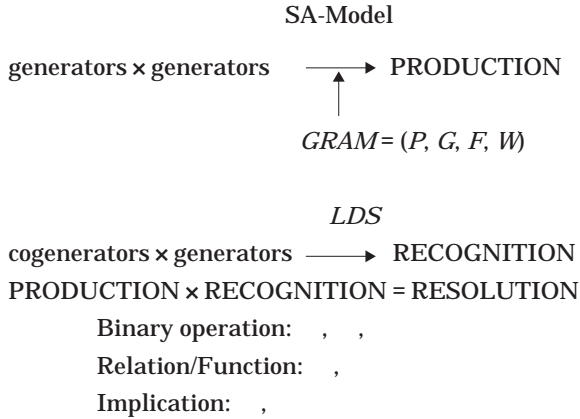 SA-Model
generators × generators PRODUCTION
GRAM = (P, G, F, W)
LDS
cogenerators × generators RECOGNITION
PRODUCTION × RECOGNITION = RESOLUTION
Binary operation: , ,
Relation/Function: ,
Implication: ,